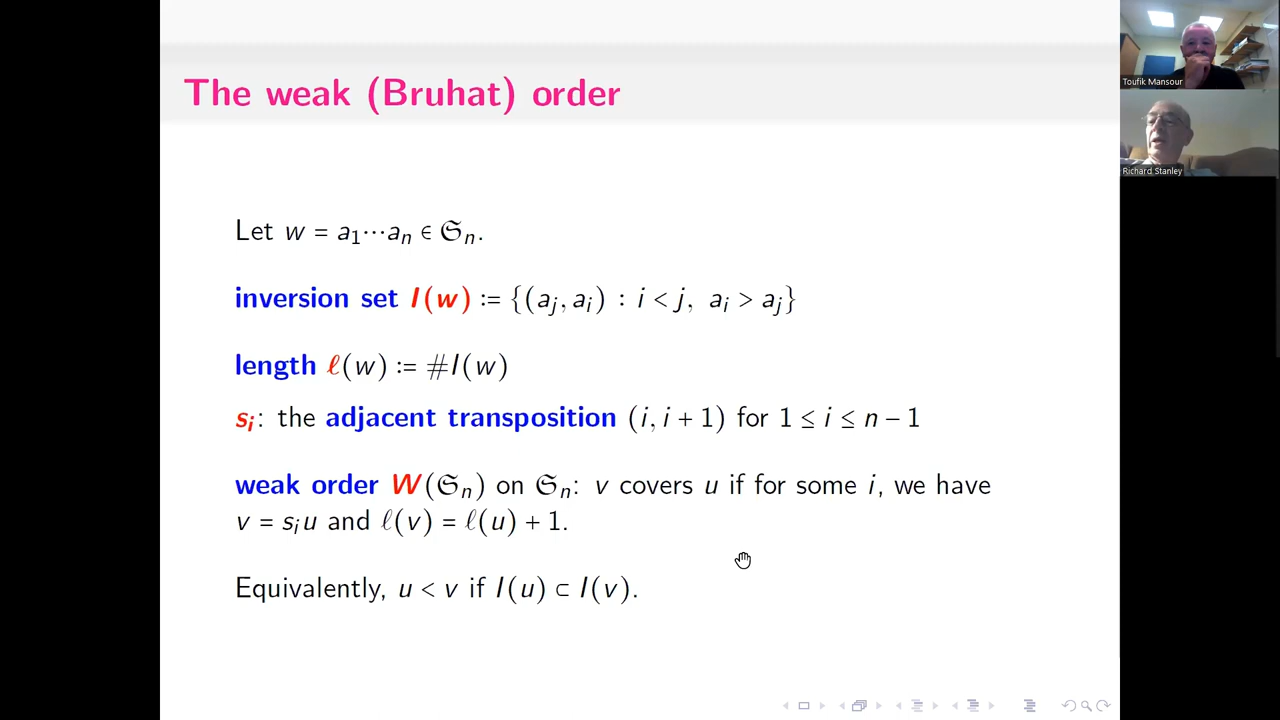 The weak (Bruhat) order
Let w = a₁⋯aₙ ∈ 𝔖ₙ.
inversion set I(w) := {(aⱼ, aᵢ) : i < j, aᵢ > aⱼ}
length ℓ(w) := #I(w)
sᵢ: the adjacent transposition (i, i + 1) for 1 ≤ i ≤ n − 1
weak order W(𝔖ₙ) on 𝔖ₙ: v covers u if for some i, we have
v = sᵢu and ℓ(v) = ℓ(u) + 1.
Equivalently, u < v if I(u) ⊂ I(v).
Toufik Mansour
Richard Stanley